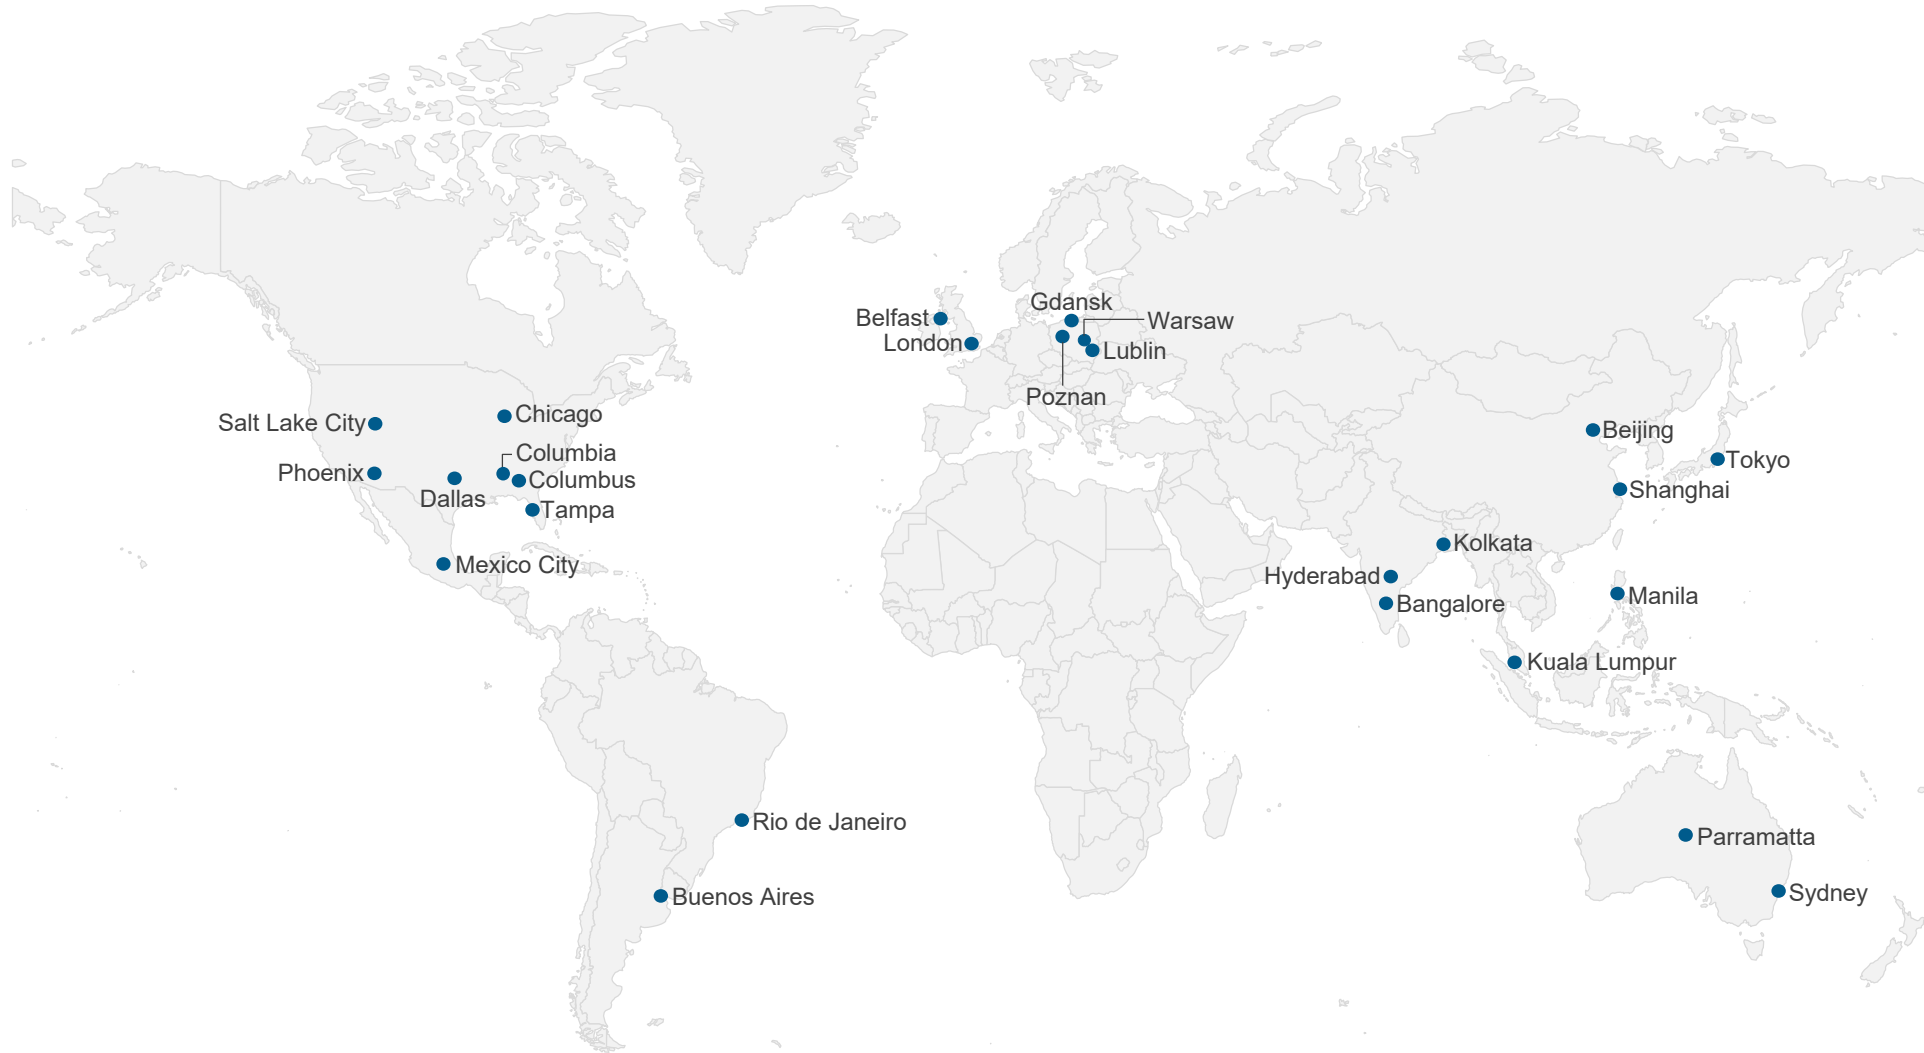 Gdansk
Belfast
Warsaw
London
Lublin
Poznan
Salt Lake City
Chicago
Beijing
Columbia
Tokyo
Phoenix
Columbus
Dallas
Shanghai
Tampa
Kolkata
Mexico City
Hyderabad
Manila
Bangalore
Kuala Lumpur
Rio de Janeiro
Parramatta
Sydney
Buenos Aires